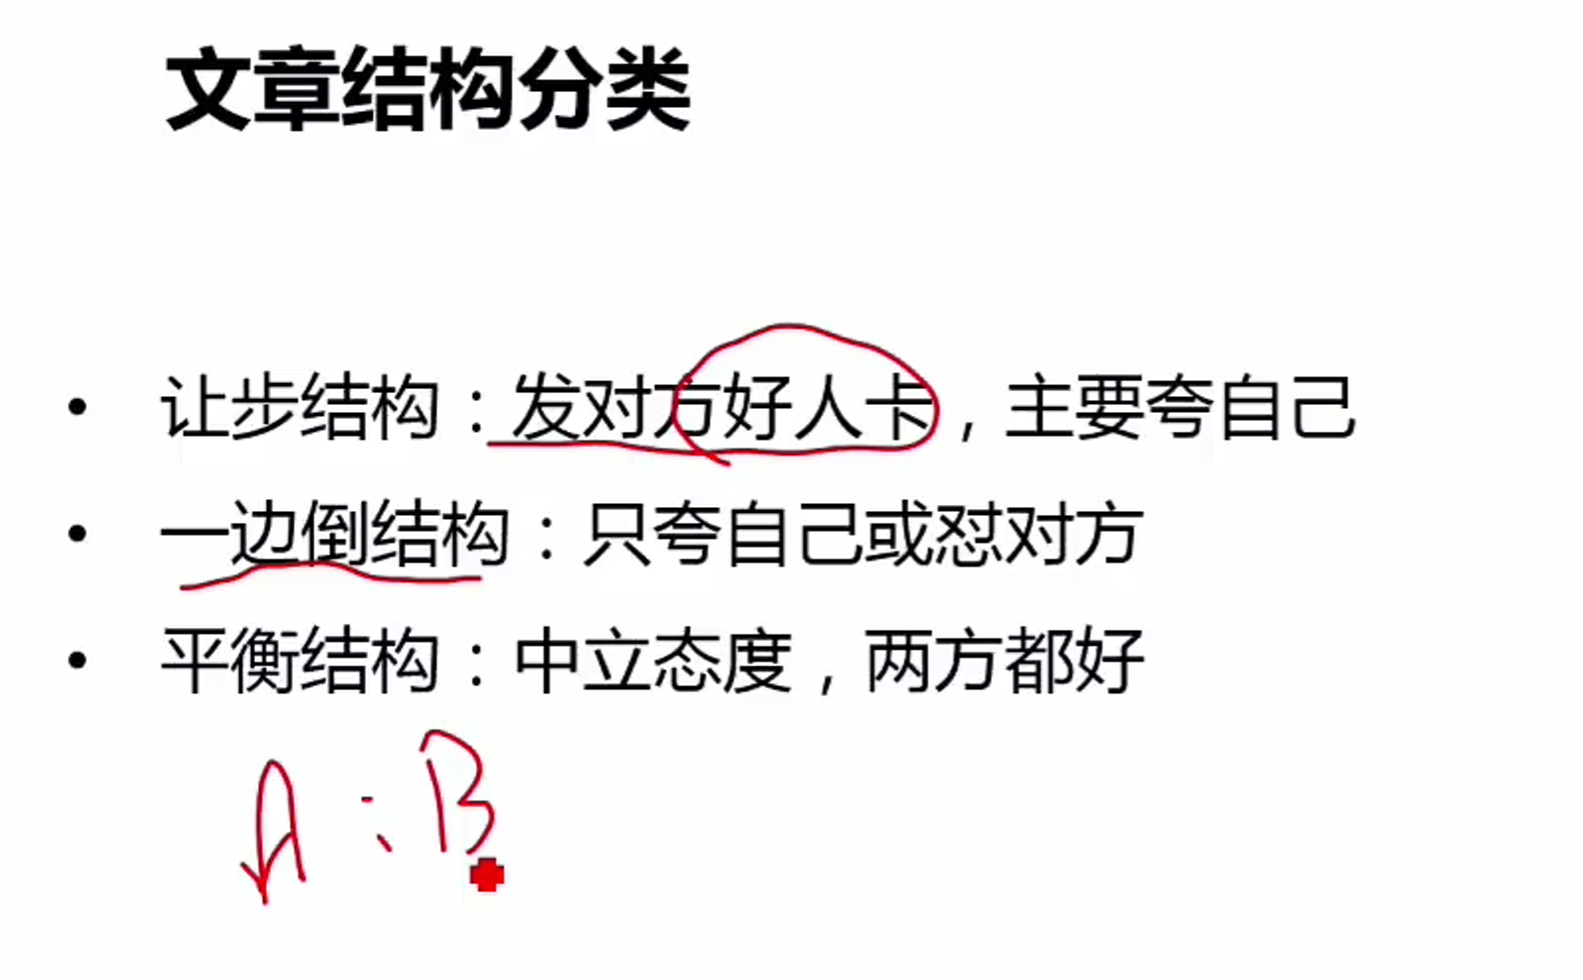 文章结构分类
• 让步结构：发对方好人卡，主要夸自己
• 一边倒结构：只夸自己或怼对方
• 平衡结构：中立态度，两方都好
A : B